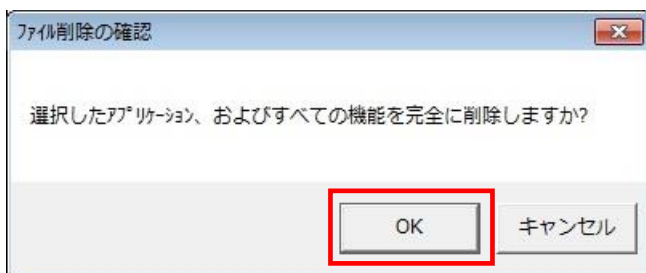 ﾌｧｲﾙ削除の確認
選択したｱﾌﾟﾘｹｰｼｮﾝ、およびすべての機能を完全に削除しますか?
OK
キャンセル